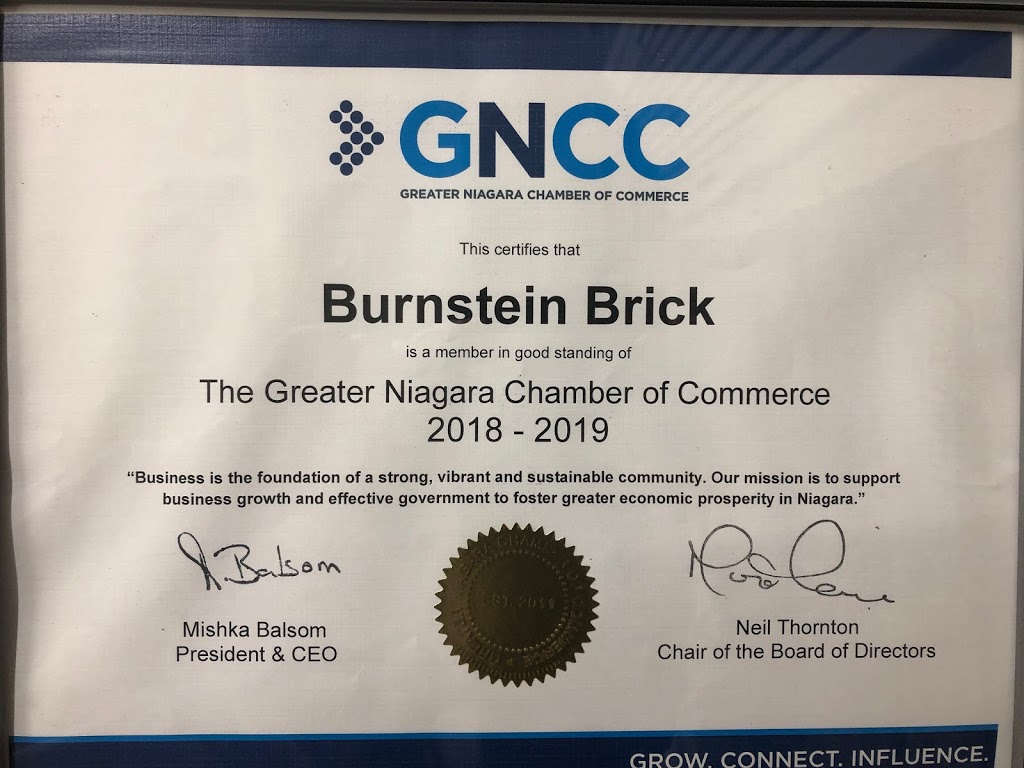 GNCC
GREATER NIAGARA CHAMBER OF COMMERCE
This certifies that
Burnstein Brick
is a member in good standing of
The Greater Niagara Chamber of Commerce
2018 - 2019
“Business is the foundation of a strong, vibrant and sustainable community. Our mission is to support
business growth and effective government to foster greater economic prosperity in Niagara.”
Balsom
EST. 2011
Mishka Balsom
President & CEO
Neil Thornton
Chair of the Board of Directors
GROW. CONNECT. INFLUENCE.